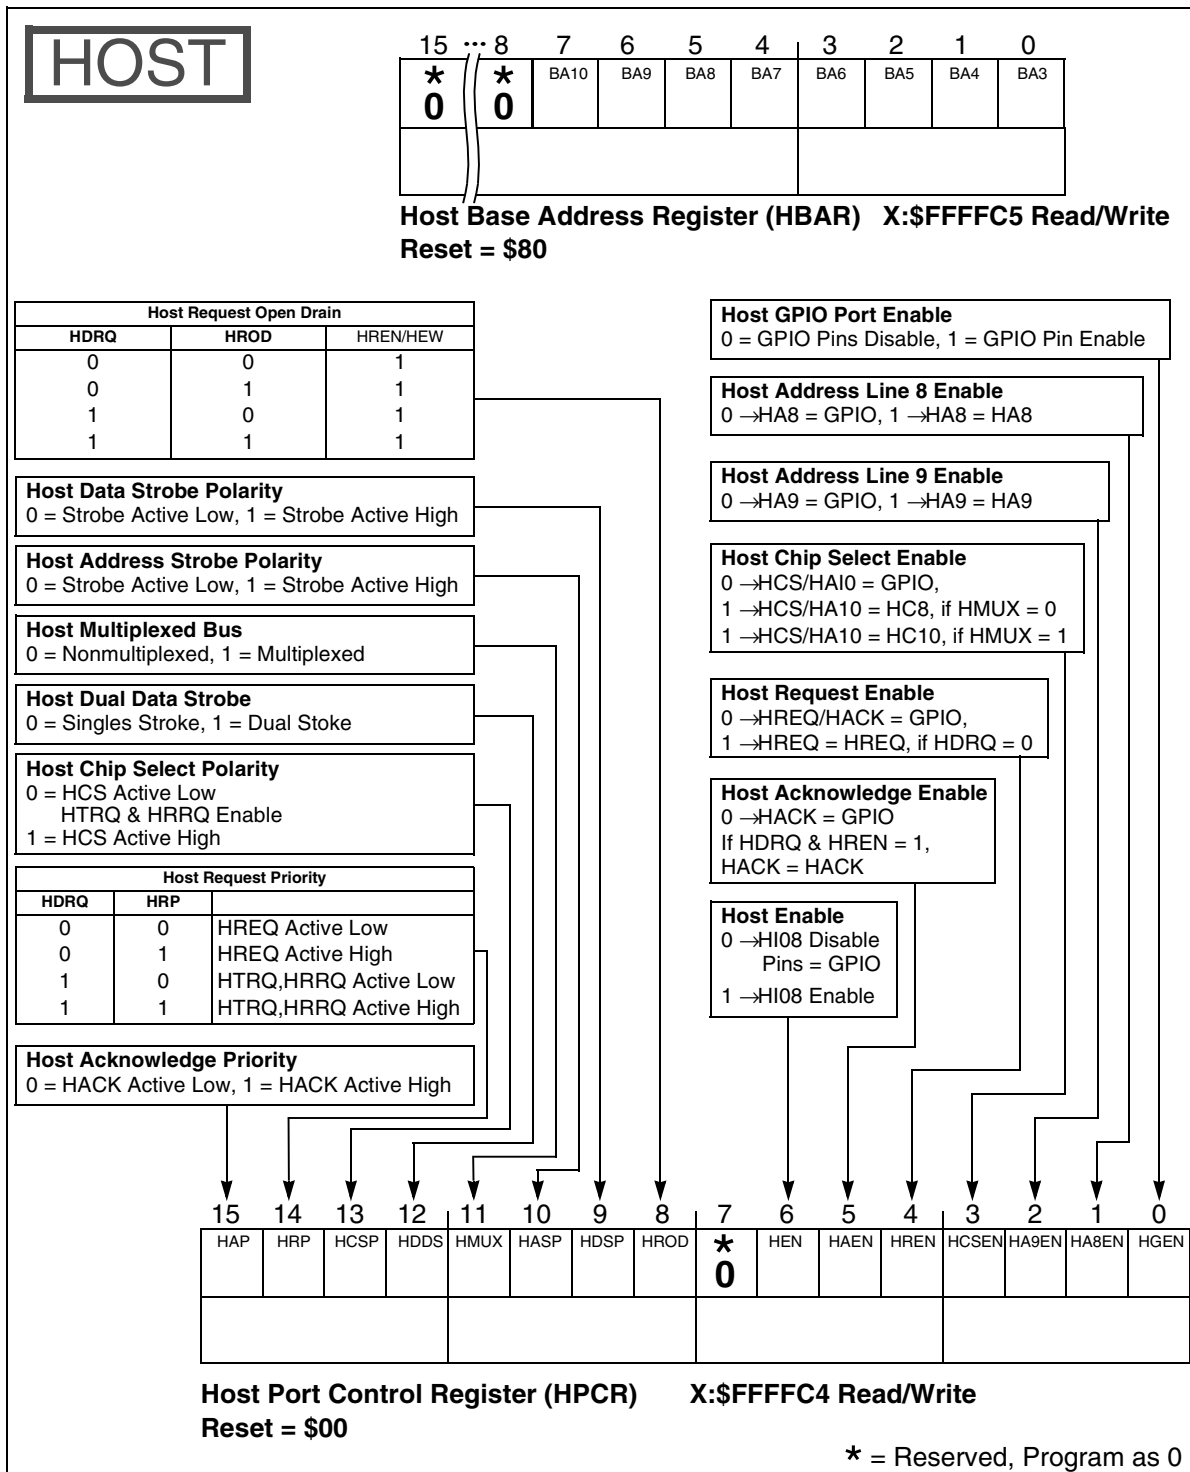 HOST
15 ••• 8 7 6 5 4 3 2 1 0
* * BA10 BA9 BA8 BA7 BA6 BA5 BA4 BA3
0 0
Host Base Address Register (HBAR) X:$FFFFC5 Read/Write
Reset = $80
Host Request Open Drain
HDRQ HROD HREN/HEW
0 0 1
0 1 1
1 0 1
1 1 1
Host Data Strobe Polarity
0 = Strobe Active Low, 1 = Strobe Active High
Host Address Strobe Polarity
0 = Strobe Active Low, 1 = Strobe Active High
Host Multiplexed Bus
0 = Nonmultiplexed, 1 = Multiplexed
Host Dual Data Strobe
0 = Singles Stroke, 1 = Dual Stoke
Host Chip Select Polarity
0 = HCS Active Low
HTRQ & HRRQ Enable
1 = HCS Active High
Host Request Priority
HDRQ HRP
0 0 HREQ Active Low
0 1 HREQ Active High
1 0 HTRQ,HRRQ Active Low
1 1 HTRQ,HRRQ Active High
Host Acknowledge Priority
0 = HACK Active Low, 1 = HACK Active High
Host GPIO Port Enable
0 = GPIO Pins Disable, 1 = GPIO Pin Enable
Host Address Line 8 Enable
0 →HA8 = GPIO, 1 →HA8 = HA8
Host Address Line 9 Enable
0 →HA9 = GPIO, 1 →HA9 = HA9
Host Chip Select Enable
0 →HCS/HAI0 = GPIO,
1 →HCS/HA10 = HC8, if HMUX = 0
1 →HCS/HA10 = HC10, if HMUX = 1
Host Request Enable
0 →HREQ/HACK = GPIO,
1 →HREQ = HREQ, if HDRQ = 0
Host Acknowledge Enable
0 →HACK = GPIO
If HDRQ & HREN = 1,
HACK = HACK
Host Enable
0 →HI08 Disable
Pins = GPIO
1 →HI08 Enable
15 14 13 12 11 10 9 8 7 6 5 4 3 2 1 0
HAP HRP HCSP HDDS HMUX HASP HDSP HROD * HEN HAEN HREN HCSEN HA9EN HA8EN HGEN
0
Host Port Control Register (HPCR) X:$FFFFC4 Read/Write
Reset = $00
* = Reserved, Program as 0